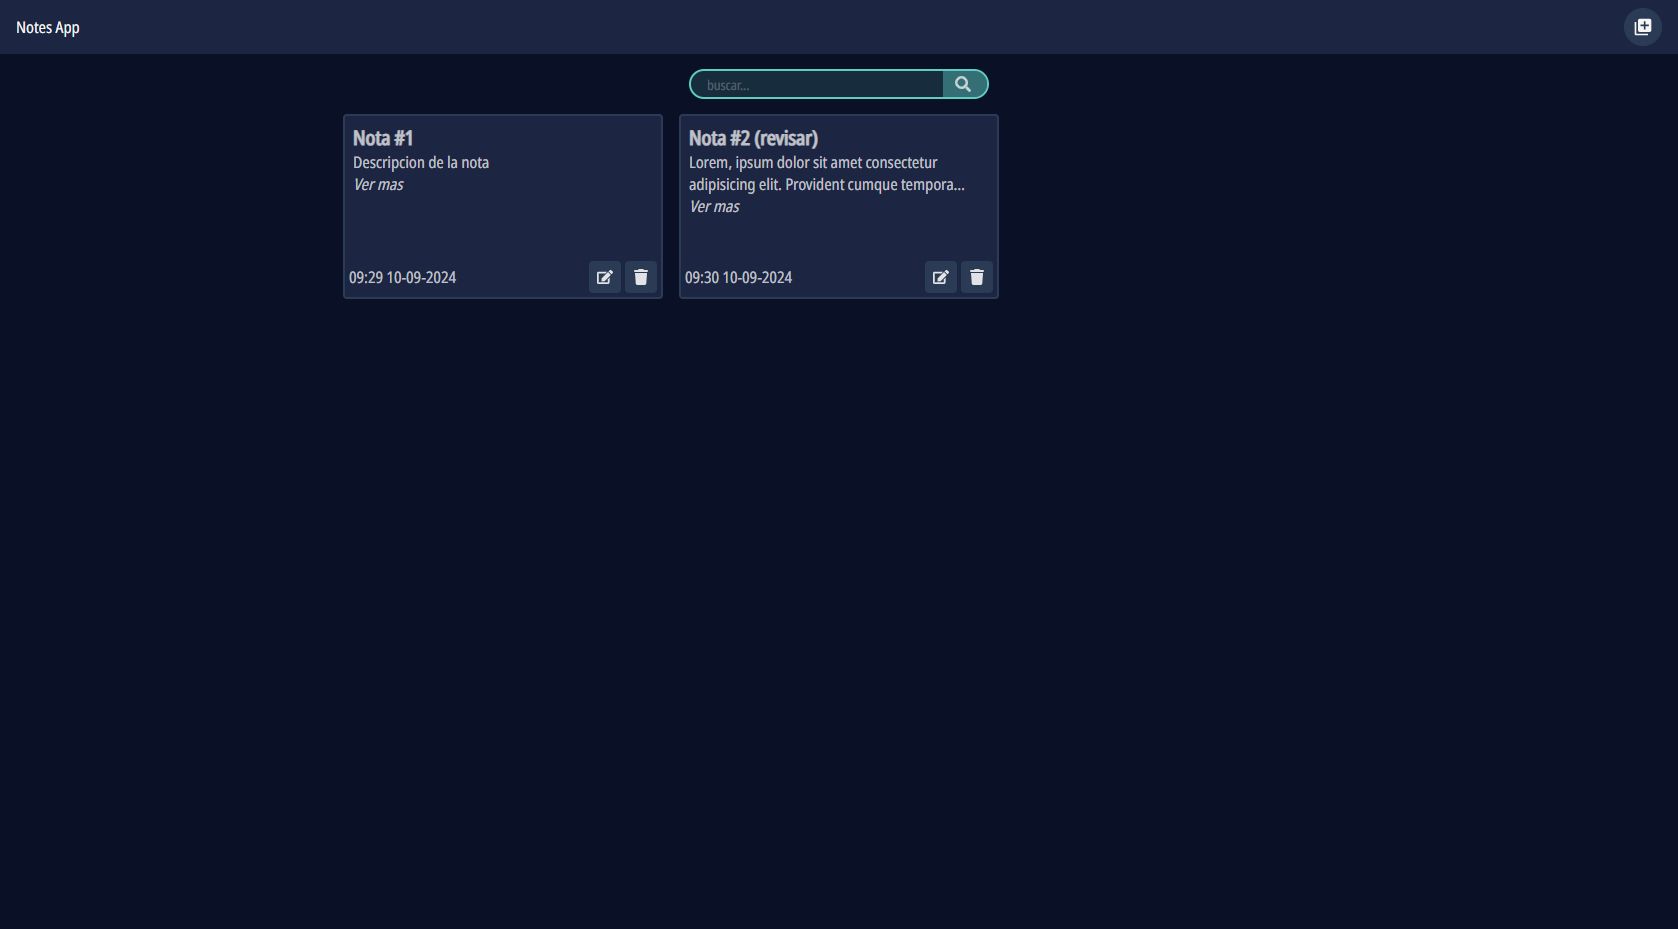 Notes App
buscar...
Nota #1
Descripcion de la nota
Ver mas
09:29 10-09-2024
Nota #2 (revisar)
Lorem, ipsum dolor sit amet consectetur
adipisicing elit. Provident cumque tempora...
Ver mas
09:30 10-09-2024